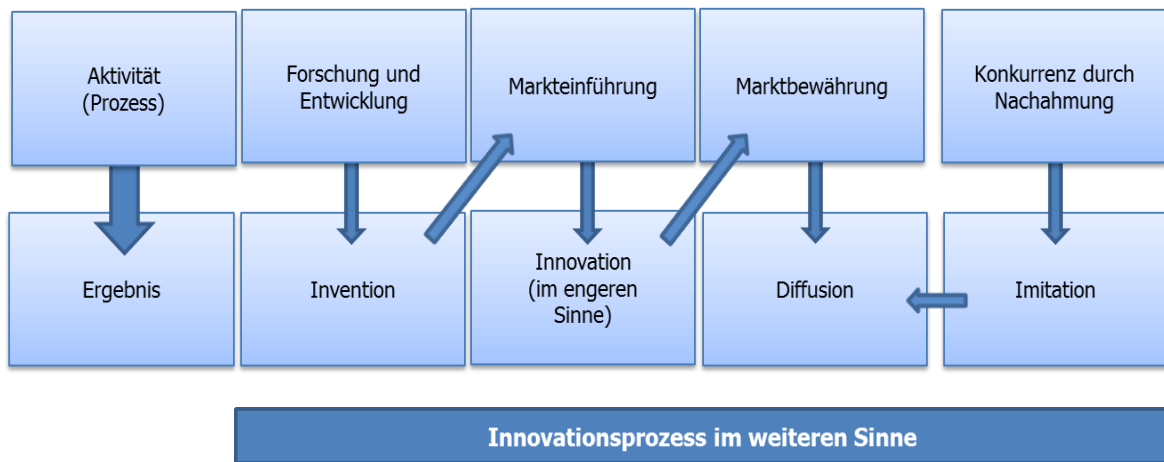 Aktivität
(Prozess)
Forschung und
Entwicklung
Markteinführung
Marktbewährung
Konkurrenz durch
Nachahmung
Ergebnis
Invention
Innovation
(im engeren
Sinne)
Diffusion
Imitation
Innovationsprozess im weiteren Sinne